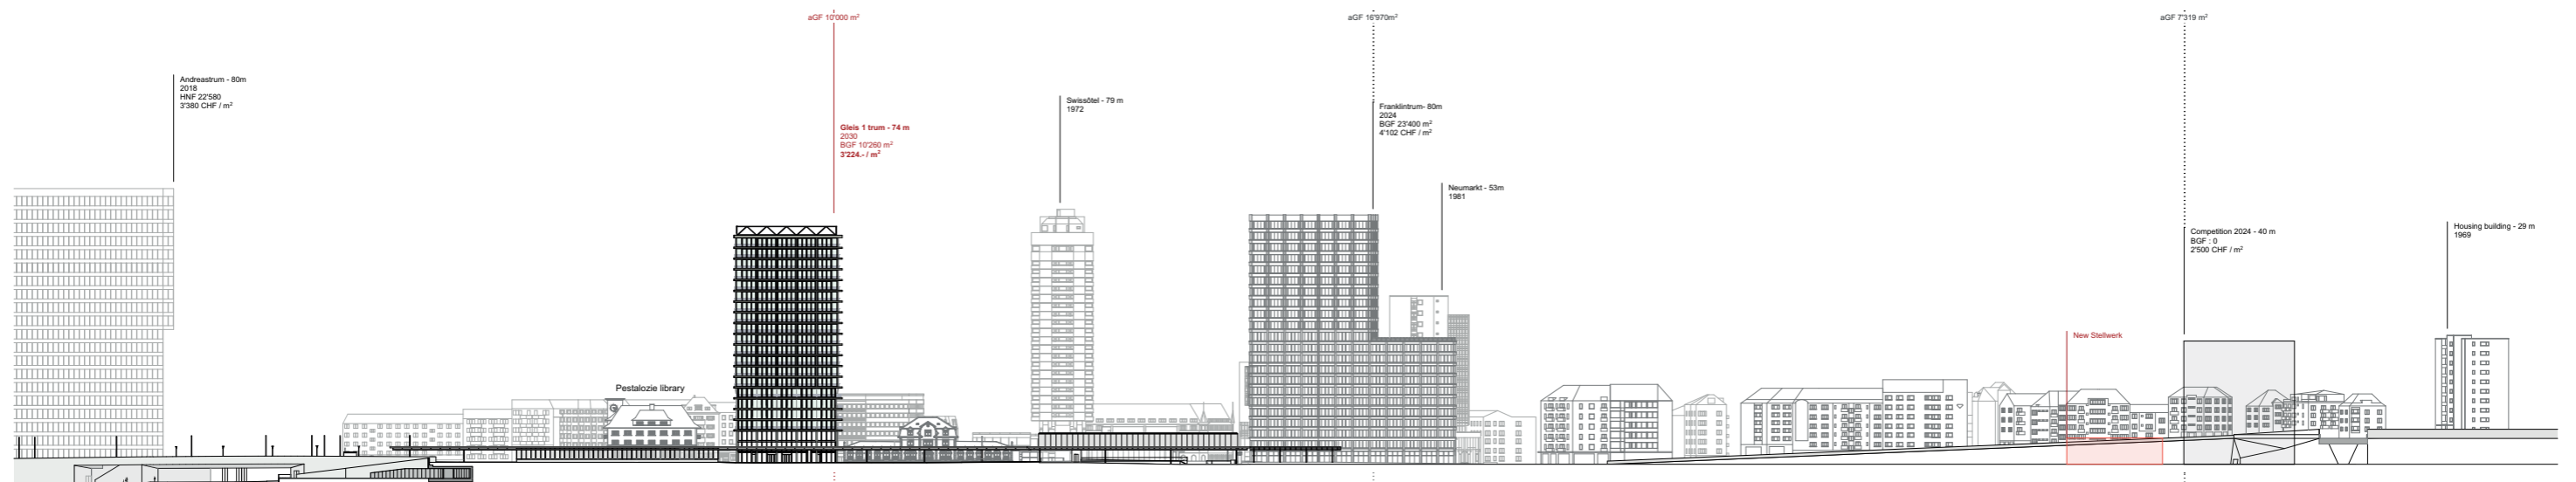 aGF 10'000 m²
aGF 16'970m²
aGF 7'319 m²
Andreastrum - 80m
2018
HNF 22'580
3'380 CHF / m²
Gleis 1 trum - 74 m
2030
BGF 10'260 m²
3'224.- / m²
Swissôtel - 79 m
1972
Franklintrum- 80m
2024
BGF 23'400 m²
4'102 CHF / m²
Neumarkt - 53m
1981
Competition 2024 - 40 m
BGF : 0
2'500 CHF / m²
Housing building - 29 m
1969
New Stellwerk
Pestalozie library